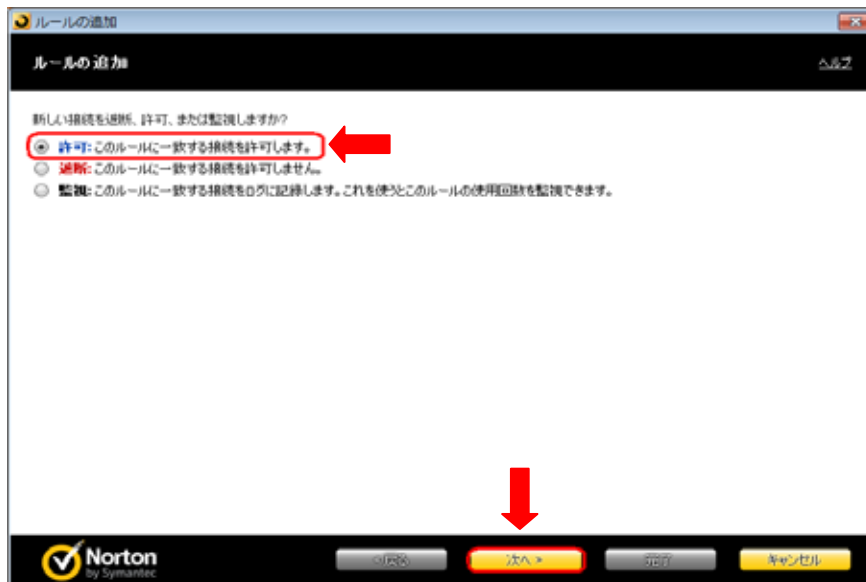 ルールの追加
ルールの追加
ヘルプ
新しい接続を遮断、許可、または監視しますか?
許可:このルールに一致する接続を許可します。
遮断:このルールに一致する接続を許可しません。
監視:このルールに一致する接続をログに記録します。これを使うとこのルールの使用回数を監視できます。
Norton
by Symantec
<戻る
次へ >
完了
キャンセル